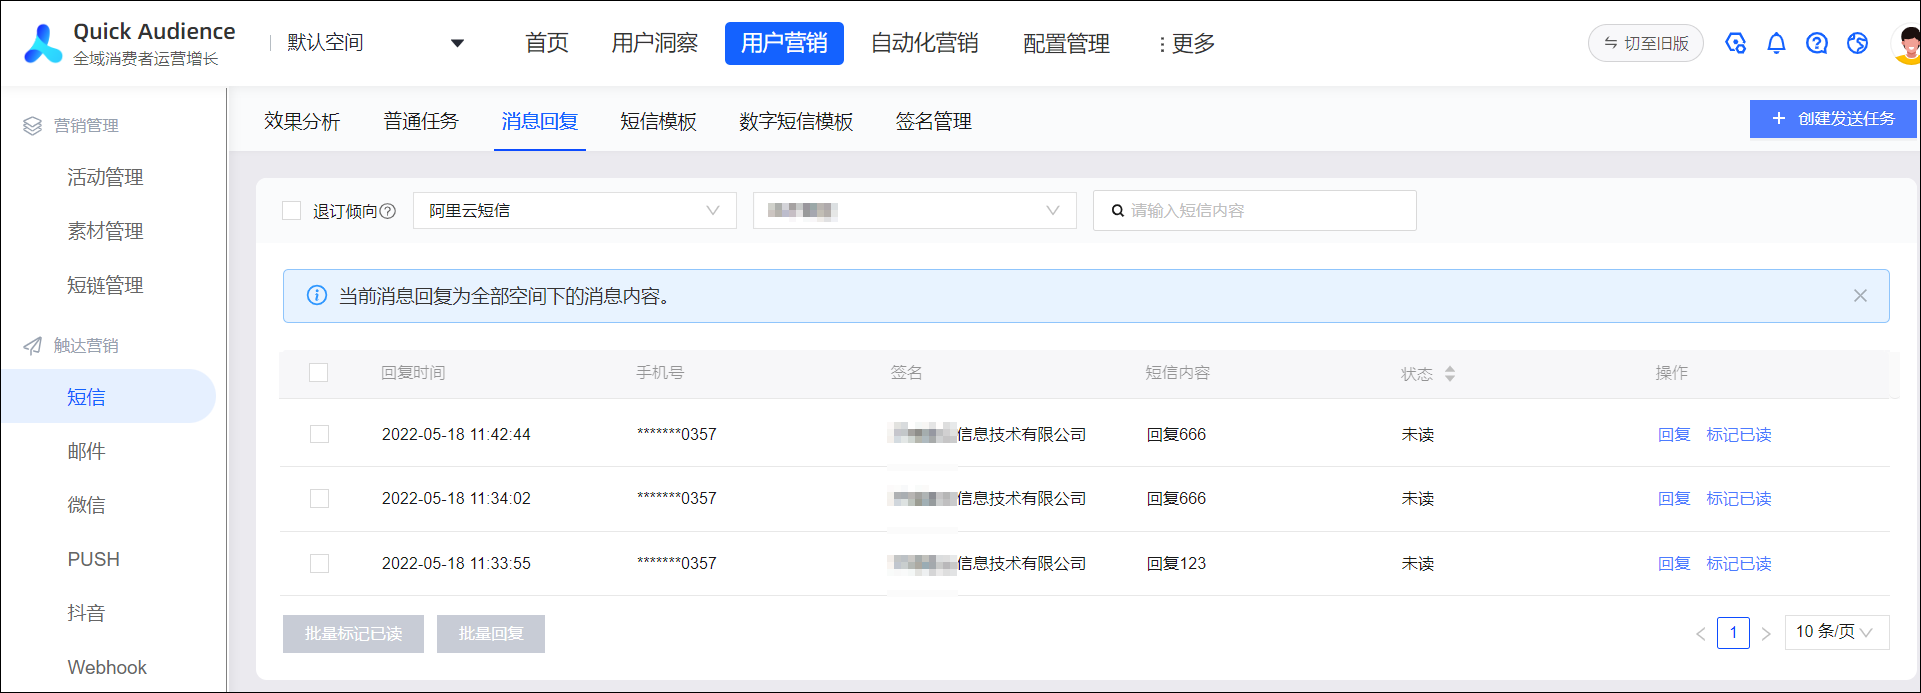 Quick Audience
全域消费者运营增长
默认空间
首页 用户洞察 用户营销 自动化营销 配置管理 更多
切至旧版
营销管理
活动管理
素材管理
短链管理
触达营销
短信
邮件
微信
PUSH
抖音
Webhook
效果分析 普通任务 消息回复 短信模板 数字短信模板 签名管理
+ 创建发送任务
退订倾向 阿里云短信 请输入短信内容
当前消息回复为全部空间下的消息内容。
回复时间 手机号 签名 短信内容 状态 操作
2022-05-18 11:42:44 *******0357 信息技术有限公司 回复666 未读 回复 标记已读
2022-05-18 11:34:02 *******0357 信息技术有限公司 回复666 未读 回复 标记已读
2022-05-18 11:33:55 *******0357 信息技术有限公司 回复123 未读 回复 标记已读
批量标记已读 批量回复
< 1 > 10 条/页